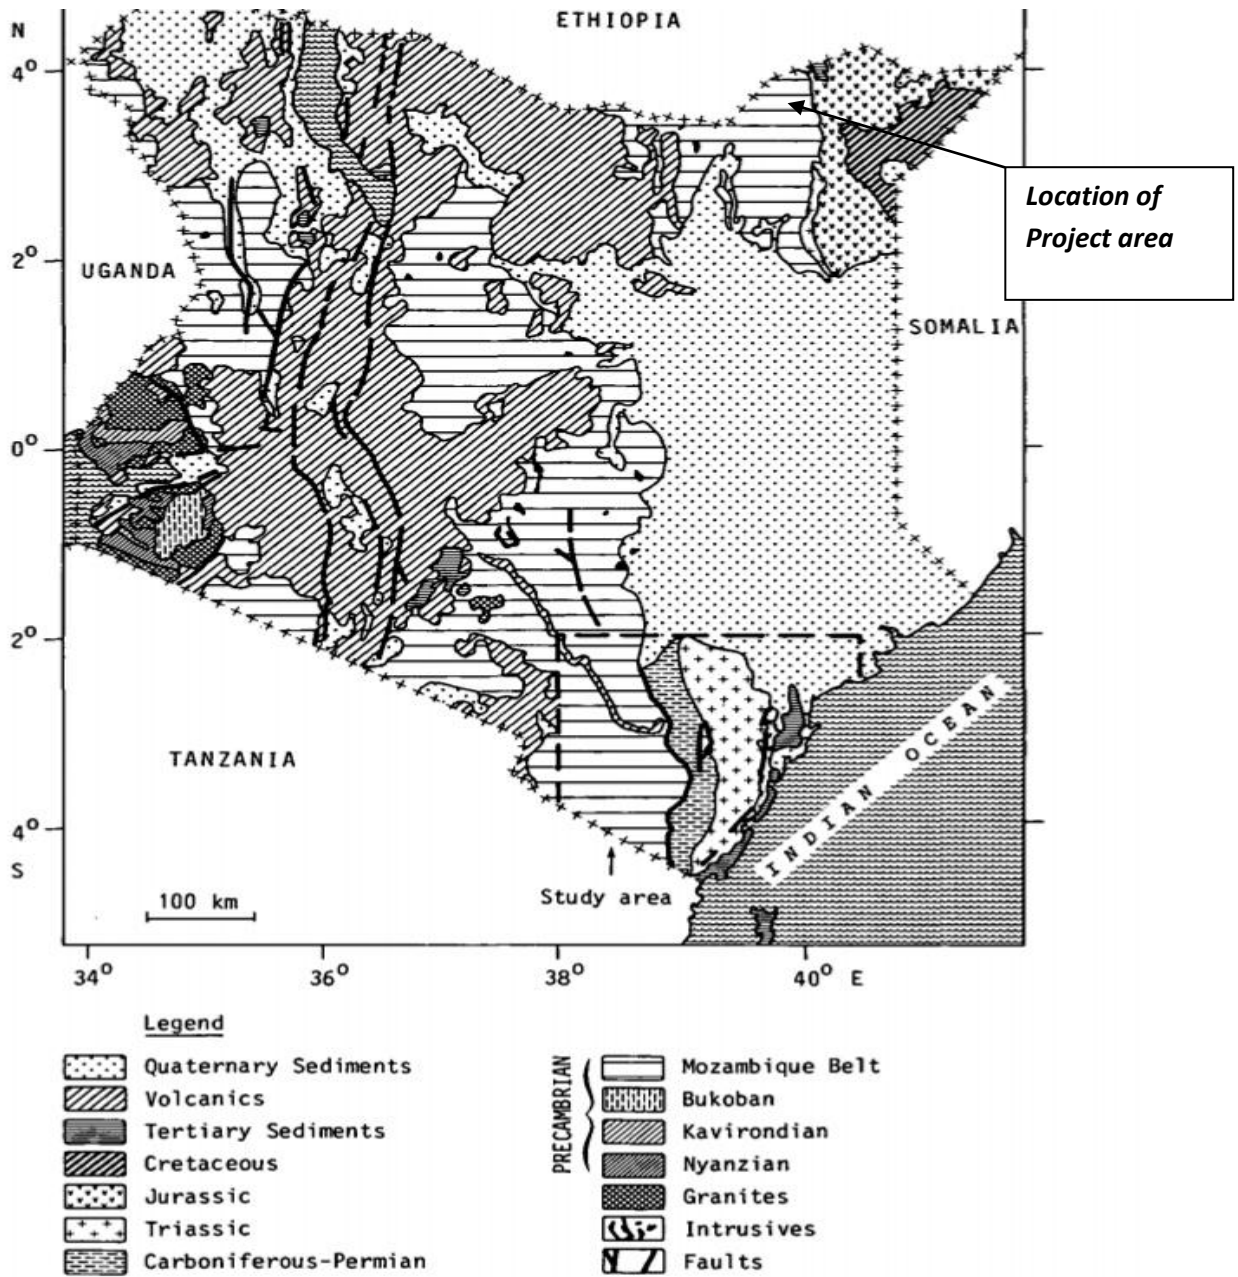 ETHIOPIA
N
4°
Location of
Project area
2°
UGANDA
SOMALIA
0°
2°
TANZANIA
INDIAN OCEAN
4°
S
Study area
100 km
34°
36°
38°
40° E
Legend
Quaternary Sediments
Volcanics
Tertiary Sediments
Cretaceous
Jurassic
Triassic
Carboniferous-Permian
PRECAMBRIAN
Mozambique Belt
Bukoban
Kavirondian
Nyanzian
Granites
Intrusives
Faults